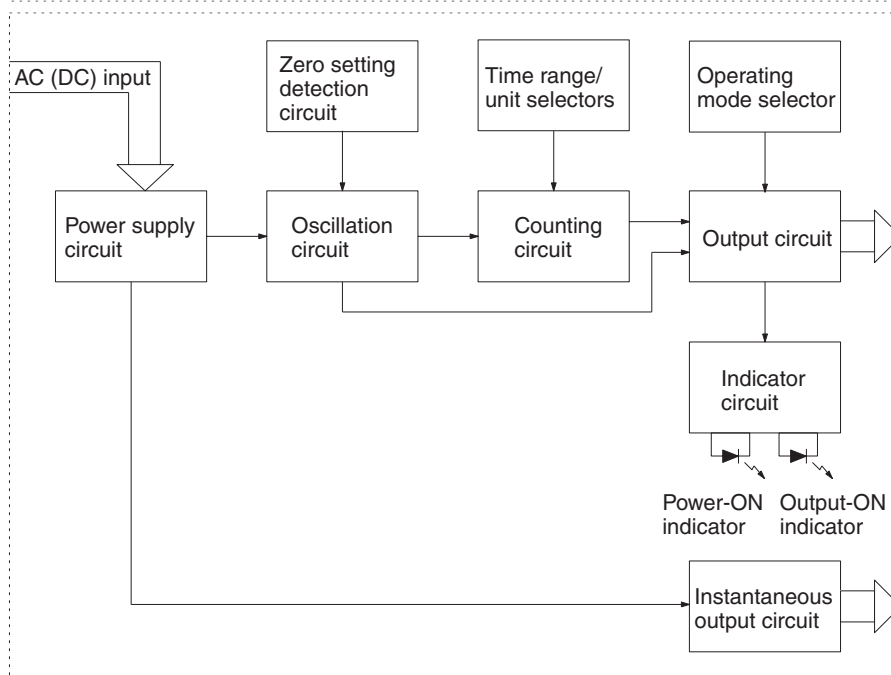 AC (DC) input
Zero setting
detection
circuit
Time range/
unit selectors
Operating
mode selector
Power supply
circuit
Oscillation
circuit
Counting
circuit
Output circuit
Indicator
circuit
Power-ON
indicator
Output-ON
indicator
Instantaneous
output circuit